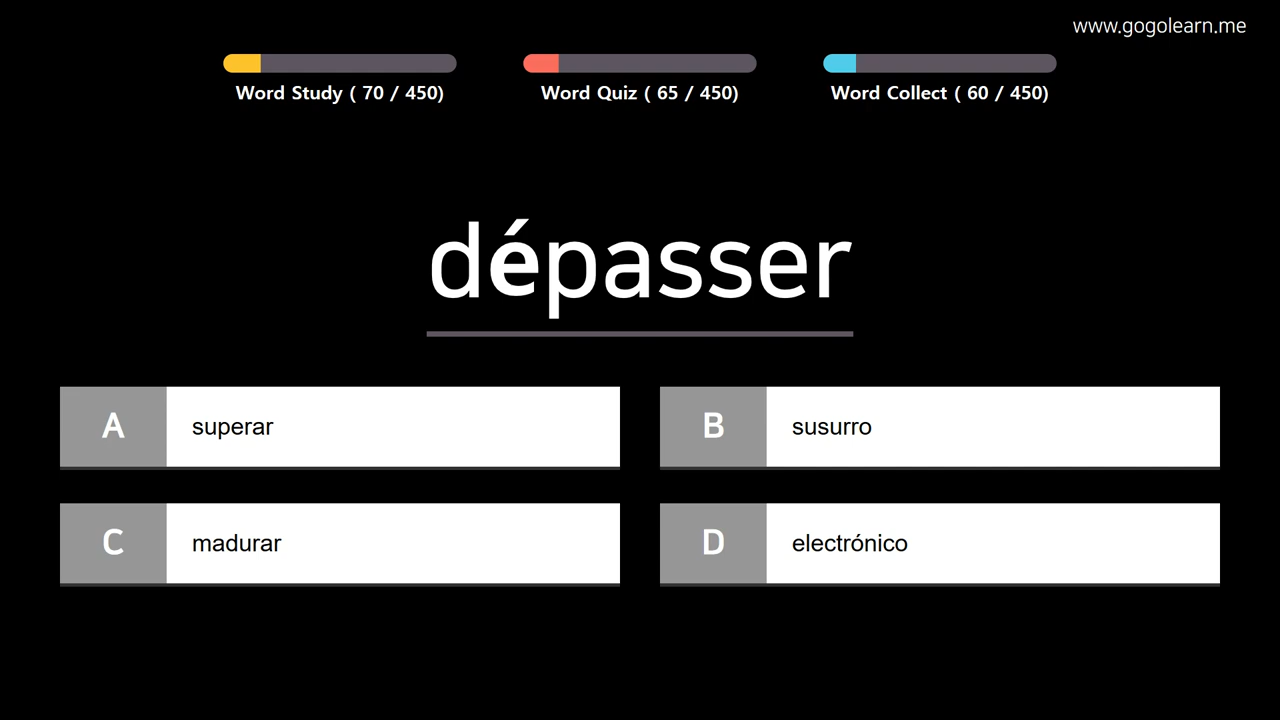 www.gogolearn.me
Word Study ( 70 / 450)
Word Quiz ( 65 / 450)
Word Collect ( 60 / 450)
dépasser
A superar
B susurro
C madurar
D electrónico